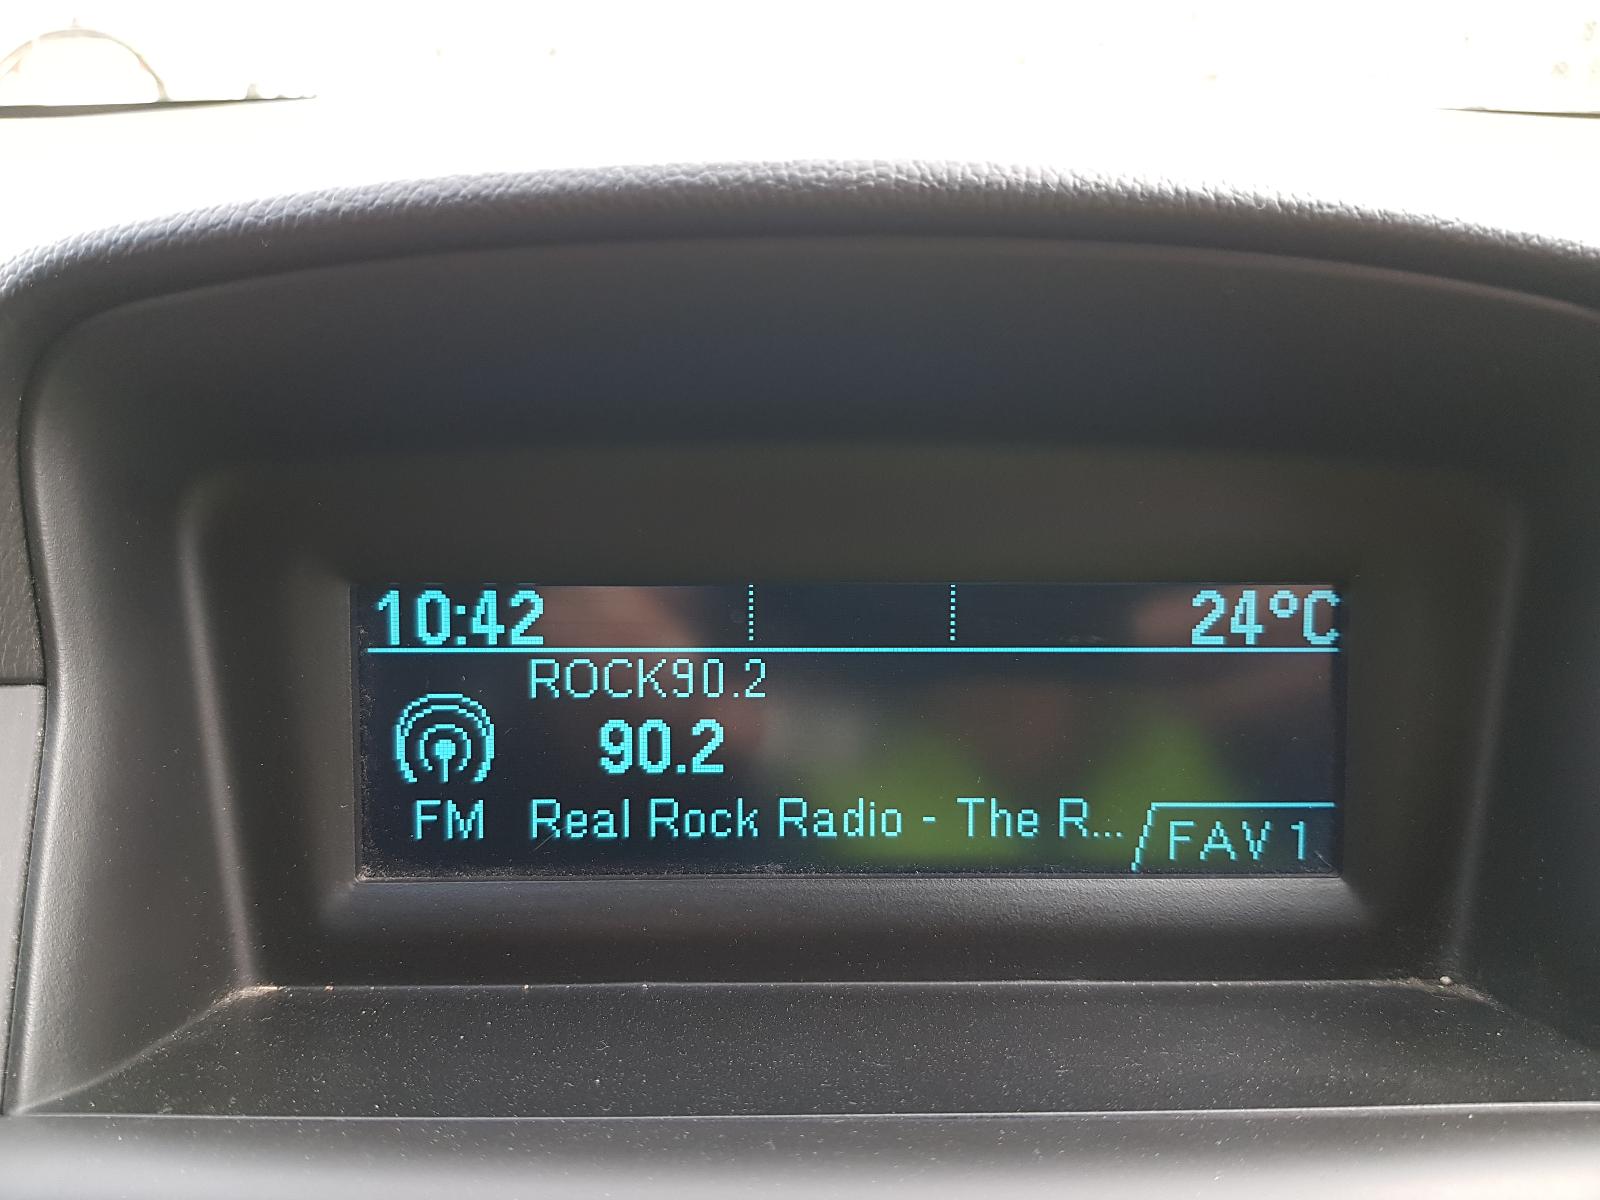 10:42 24°C
ROCK90.2
90.2
FM Real Rock Radio - The R...
FAV 1